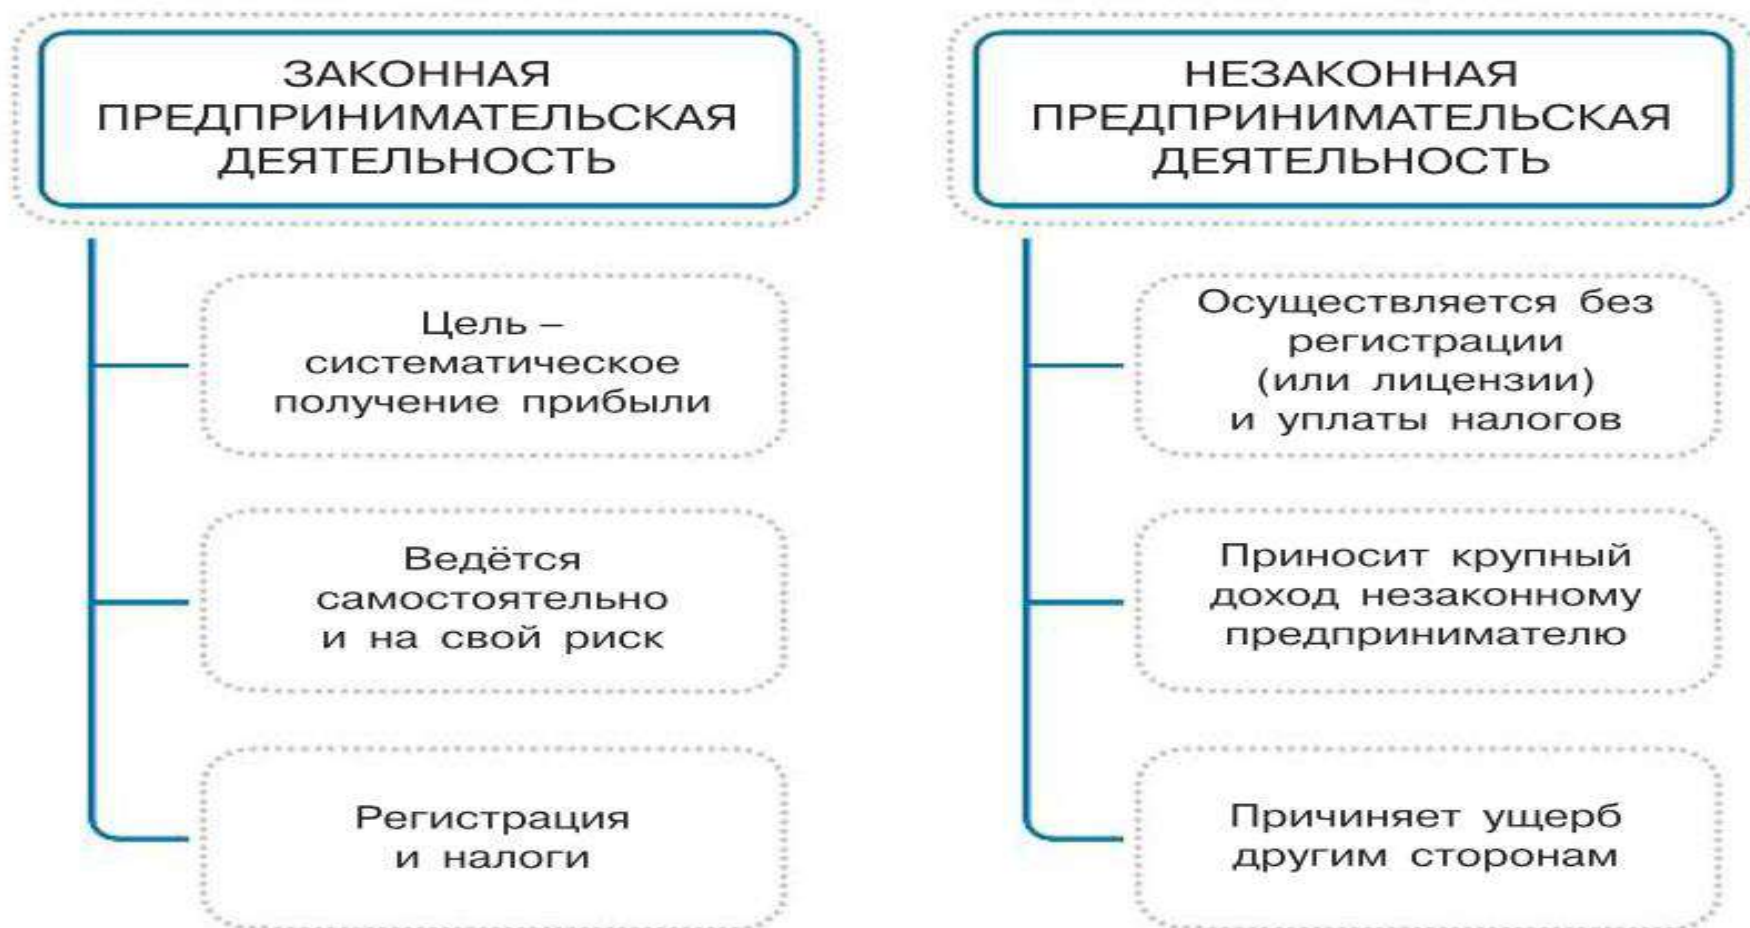 ЗАКОННАЯ
ПРЕДПРИНИМАТЕЛЬСКАЯ
ДЕЯТЕЛЬНОСТЬ
Цель –
систематическое
получение прибыли
Ведётся
самостоятельно
и на свой риск
Регистрация
и налоги
НЕЗАКОННАЯ
ПРЕДПРИНИМАТЕЛЬСКАЯ
ДЕЯТЕЛЬНОСТЬ
Осуществляется без
регистрации
(или лицензии)
и уплаты налогов
Приносит крупный
доход незаконному
предпринимателю
Причиняет ущерб
другим сторонам